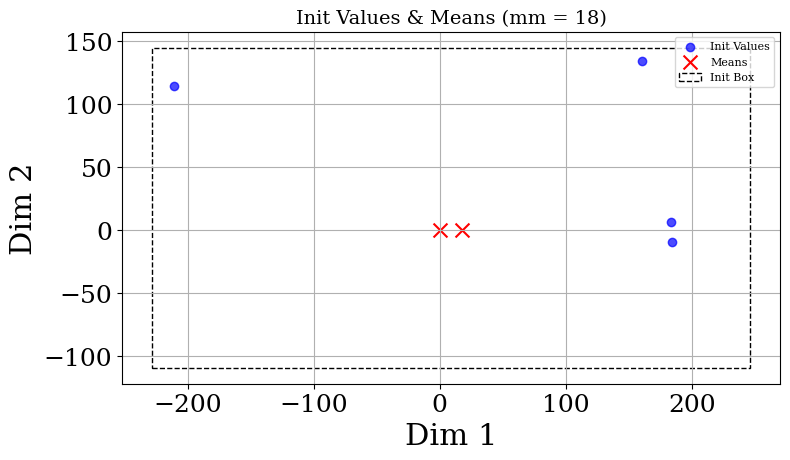 Init Values & Means (mm = 18)
Init Values
Means
Init Box
Dim 2
150
100
50
0
−50
−100
−200
−100
0
100
200
Dim 1